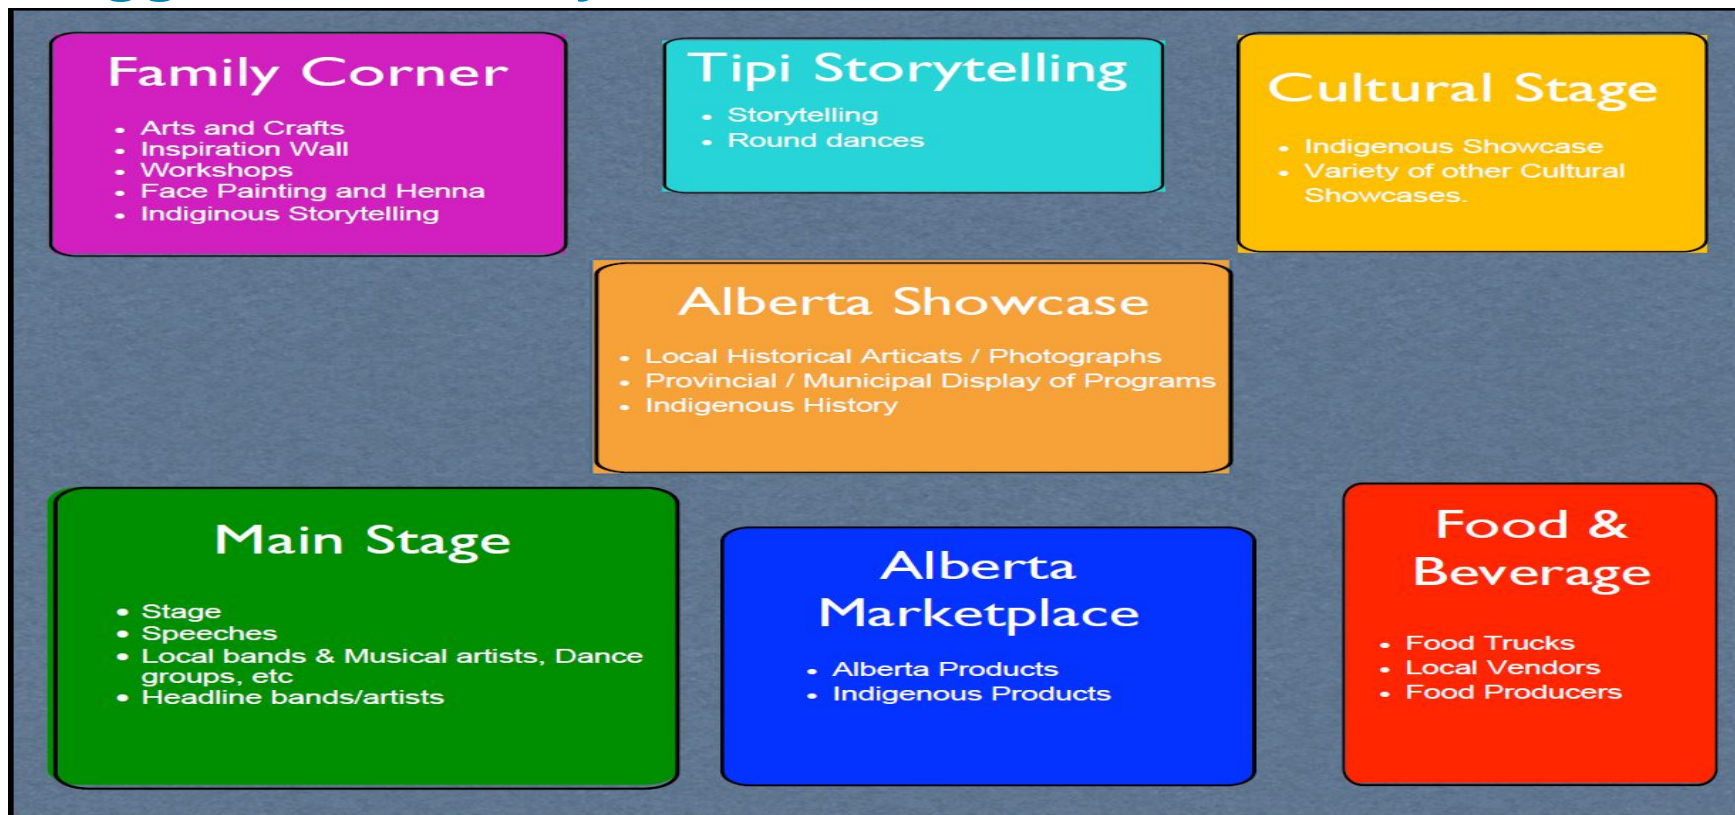 Family Corner
• Arts and Crafts
• Inspiration Wall
• Workshops
• Face Painting and Henna
• Indiginous Storytelling
Tipi Storytelling
• Storytelling
• Round dances
Cultural Stage
• Indigenous Showcase
• Variety of other Cultural
Showcases.
Alberta Showcase
• Local Historical Articats / Photographs
• Provincial / Municipal Display of Programs
• Indigenous History
Main Stage
• Stage
• Speeches
• Local bands & Musical artists, Dance
groups, etc
• Headline bands/artists
Alberta
Marketplace
• Alberta Products
• Indigenous Products
Food &
Beverage
• Food Trucks
• Local Vendors
• Food Producers